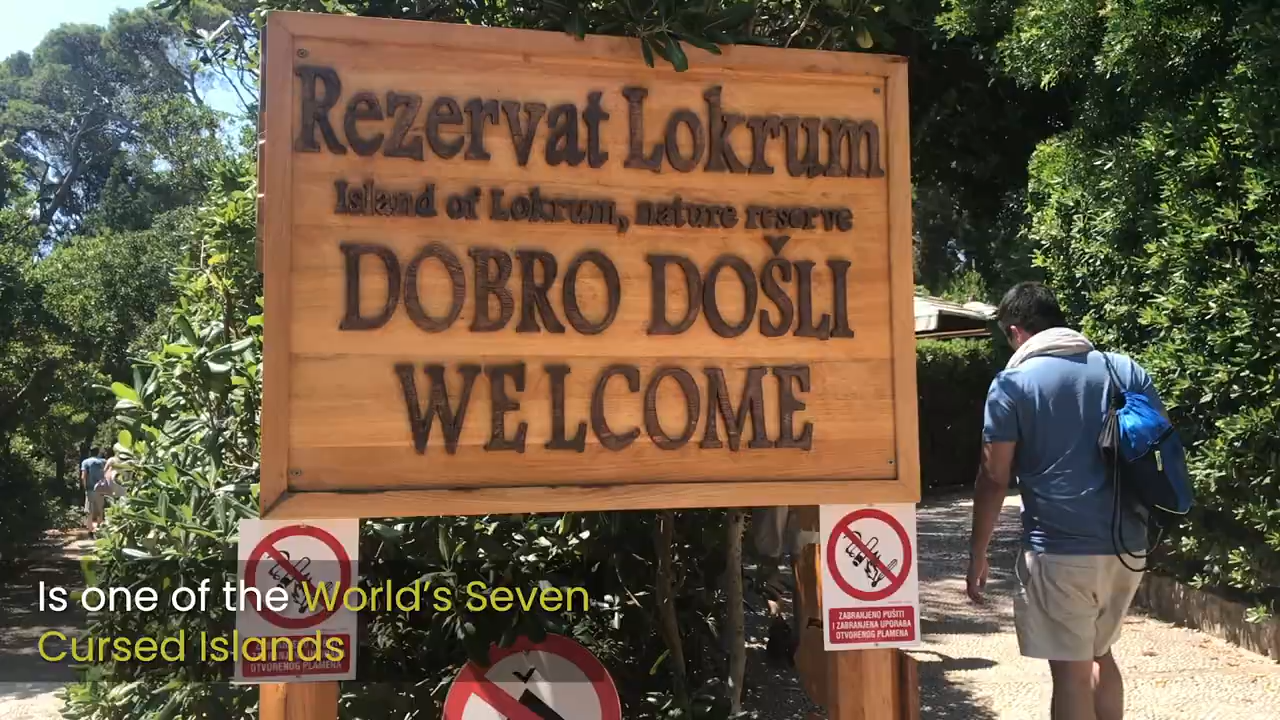 Rezervat Lokrum
Island of Lokrum, nature reserve
DOBRO DOŠLI
WELCOME
ZABRANJENO PUŠITI
I ZABRANJENA UPORABA
OTVORENOG PLAMENA
Is one of the World’s Seven
Cursed Islands
OTVORENOG PLAMENA